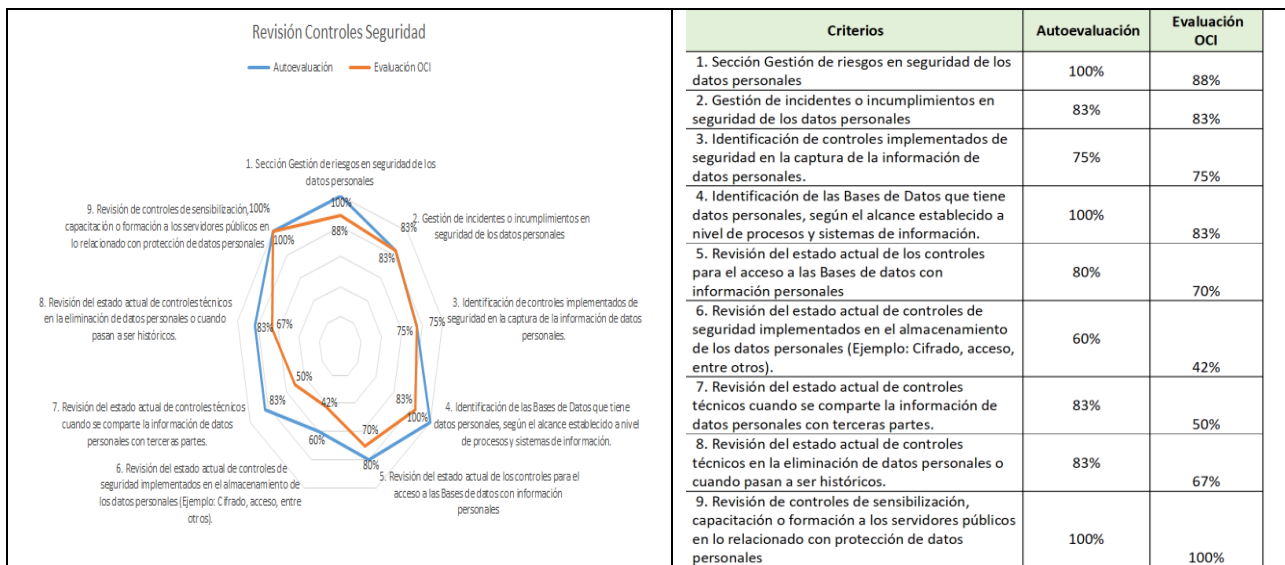 Revisión Controles Seguridad
Autoevaluación
Evaluación OCI
1. Sección Gestión de riesgos en seguridad de los
datos personales
100%
88%
2. Gestión de incidentes o incumplimientos en
seguridad de los datos personales
83%
83%
3. Identificación de controles implementados de
seguridad en la captura de la información de datos
personales.
75%
75%
4. Identificación de las Bases de Datos que tiene
datos personales, según el alcance establecido a nivel
de procesos y sistemas de información.
83%
100%
5. Revisión del estado actual de los controles para el
acceso a las Bases de datos con información
personales
70%
80%
6. Revisión del estado actual de controles de
seguridad implementados en el almacenamiento de
los datos personales (Ejemplo: Cifrado, acceso, entre
otros).
42%
60%
7. Revisión del estado actual de controles técnicos
cuando se comparte la información de datos
personales con terceras partes.
50%
83%
8. Revisión del estado actual de controles técnicos
en la eliminación de datos personales o cuando
pasan a ser históricos.
83%
67%
9. Revisión de controles de sensibilización,
capacitación o formación a los servidores públicos en
lo relacionado con protección de datos personales
100%
100%
Criterios
Autoevaluación
Evaluación
OCI
1. Sección Gestión de riesgos en seguridad de los
datos personales
100%
88%
2. Gestión de incidentes o incumplimientos en
seguridad de los datos personales
83%
83%
3. Identificación de controles implementados de
seguridad en la captura de la información de
datos personales.
75%
75%
4. Identificación de las Bases de Datos que tiene
datos personales, según el alcance establecido a
nivel de procesos y sistemas de información.
100%
83%
5. Revisión del estado actual de los controles
para el acceso a las Bases de datos con
información personales
80%
70%
6. Revisión del estado actual de controles de
seguridad implementados en el almacenamiento
de los datos personales (Ejemplo: Cifrado, acceso,
entre otros).
60%
42%
7. Revisión del estado actual de controles
técnicos cuando se comparte la información de
datos personales con terceras partes.
83%
50%
8. Revisión del estado actual de controles
técnicos en la eliminación de datos personales o
cuando pasan a ser históricos.
83%
67%
9. Revisión de controles de sensibilización,
capacitación o formación a los servidores públicos
en lo relacionado con protección de datos
personales
100%
100%